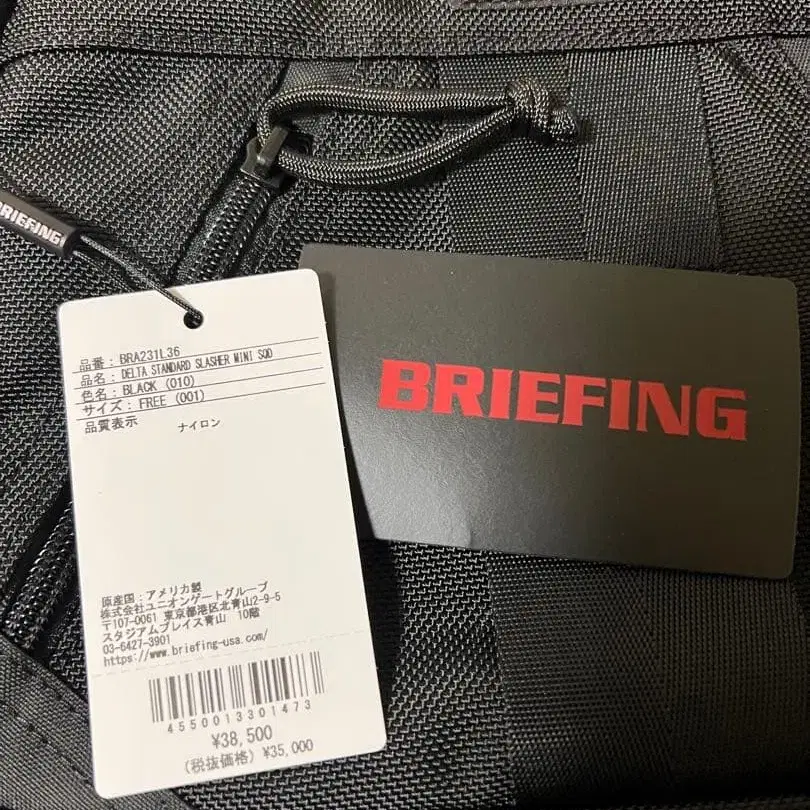 BRIEFING
品番: BRA231L36
品名: DELTA STANDARD SLASHER MINI SQD
色名: BLACK (010)
サイズ: FREE (001)
品質表示 ナイロン
原産国: アメリカ製
株式会社ユニオンゲートグループ
〒107-0061 東京都港区北青山2-9-5
スタジアムプレイス青山 10階
03-6427-3901
https://www.briefing-usa.com/
4550013301473
¥38,500
(税抜価格) ¥35,000
BRIEFING